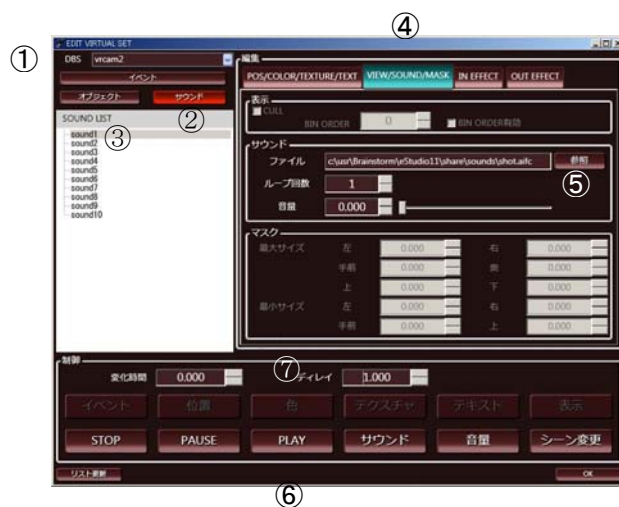 ④
EDIT VIRTUAL SET
① DBS vrcam2
イベント
オブジェクト サウンド
②
SOUND LIST
③
sound1
sound2
sound3
sound4
sound5
sound6
sound7
sound8
sound9
sound10
編集
POS/COLOR/TEXTURE/TEXT VIEW/SOUND/MASK IN EFFECT OUT EFFECT
表示
CULL
BIN ORDER 0 BIN ORDER有効
サウンド
ファイル c:\usr\Brainstorm\eStudio11\share\sounds\shot.aifc 参照
⑤
ループ回数 1
音量 0.000
マスク
最大サイズ 左 0.000 右 0.000
手前 0.000 奥 0.000
上 0.000 下 0.000
最小サイズ 左 0.000 右 0.000
手前 0.000 上 0.000
制御
変化時間 0.000 ⑦ ディレイ 1.000
イベント 位置 色 テクスチャ テキスト 表示
STOP PAUSE PLAY サウンド 音量 シーン変更
リスト更新 OK
⑥